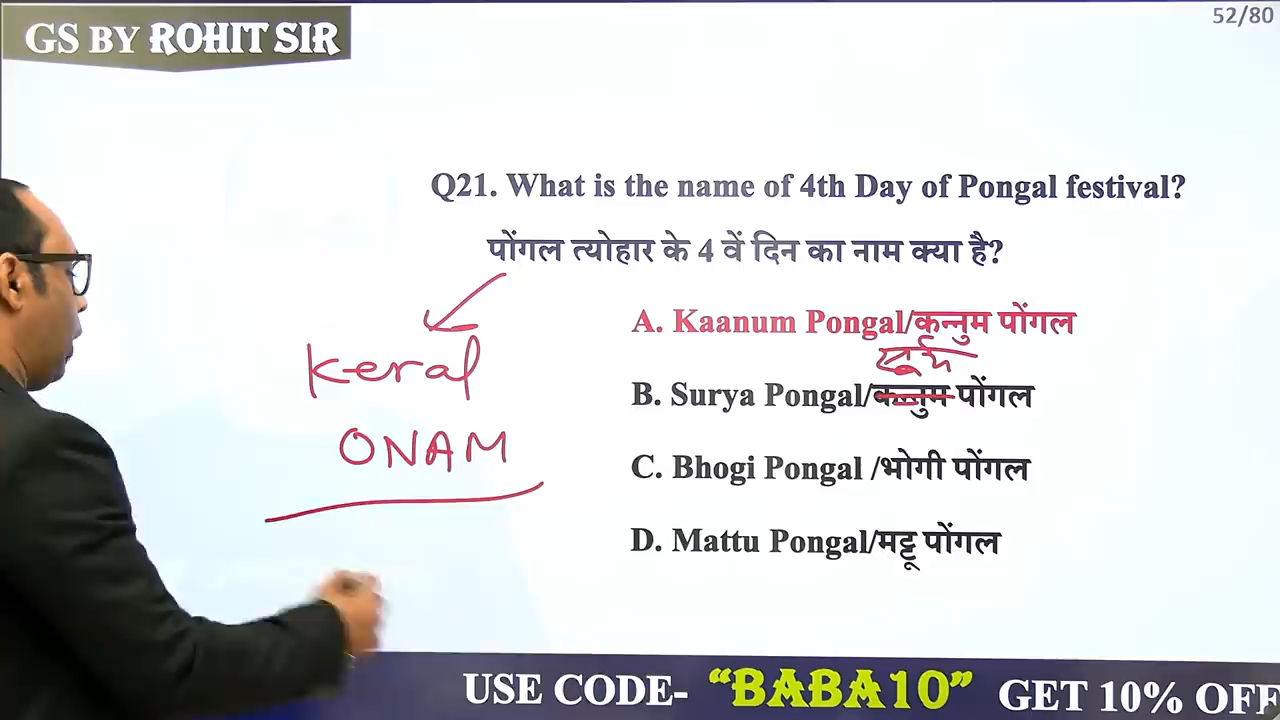 GS BY ROHIT SIR
52/80
Q21. What is the name of 4th Day of Pongal festival?
पोंगल त्योहार के 4 वें दिन का नाम क्या है?
A. Kaanum Pongal/कन्नुम पोंगल
सूर्य
B. Surya Pongal/कन्नुम पोंगल
C. Bhogi Pongal /भोगी पोंगल
D. Mattu Pongal/मट्टू पोंगल
Keral
ONAM
USE CODE- “BABA10” GET 10% OFF